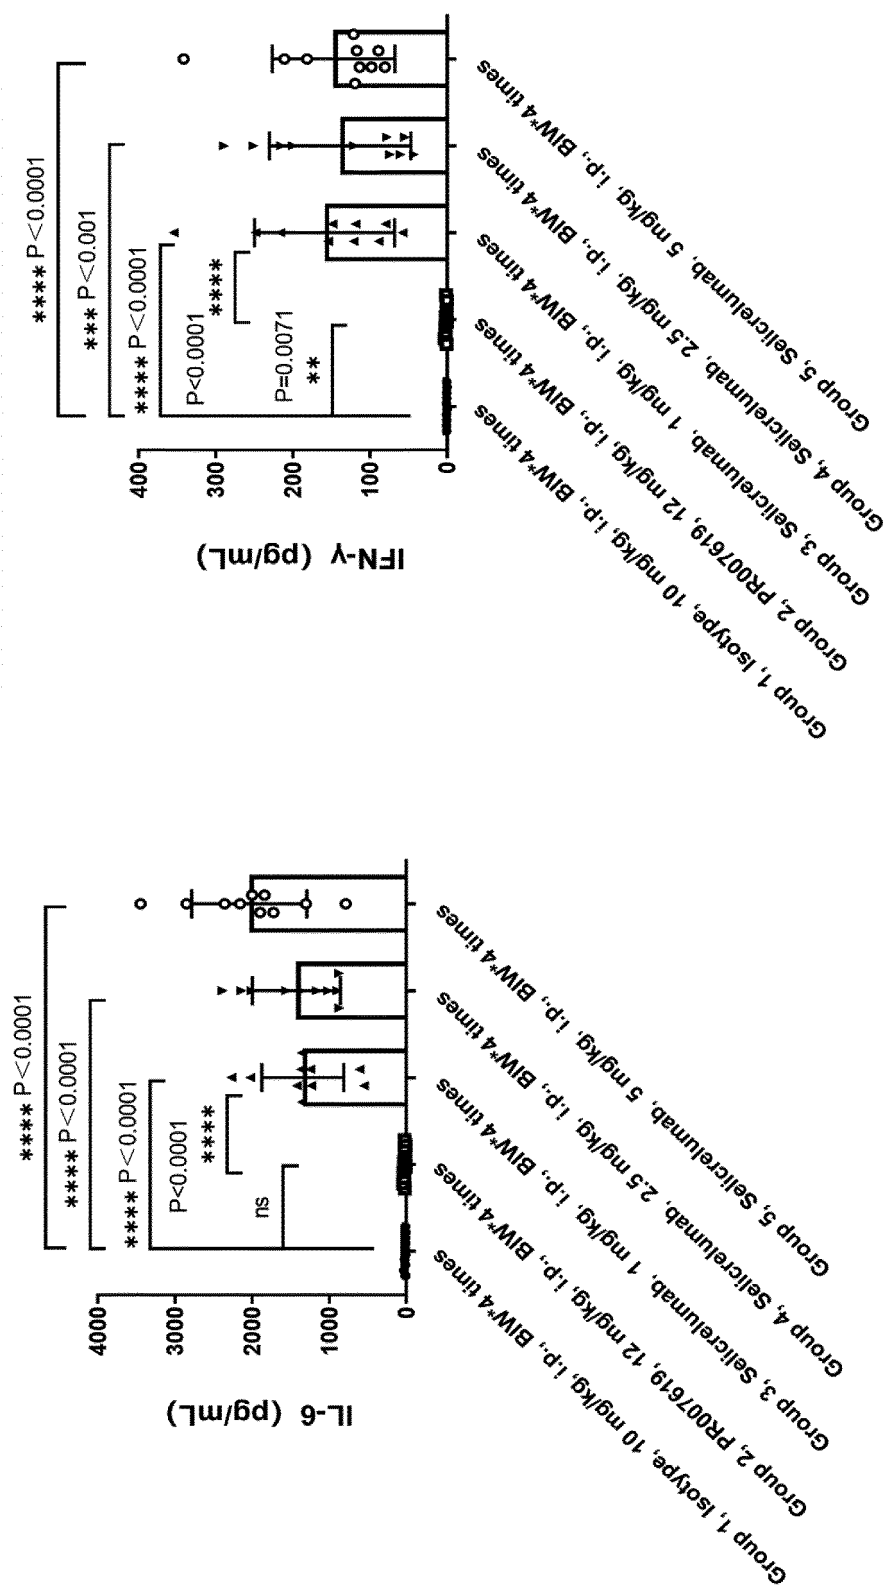 IL-6 (pg/mL)
4000
3000
2000
1000
0
**** P<0.0001
**** P<0.0001
**** P<0.0001
P<0.0001
****
ns
Group 1, Isotype, 10 mg/kg, i.p., BIW*4 times
Group 2, PR007619, 12 mg/kg, i.p., BIW*4 times
Group 3, Selicrelumab, 1 mg/kg, i.p., BIW*4 times
Group 4, Selicrelumab, 2.5 mg/kg, i.p., BIW*4 times
Group 5, Selicrelumab, 5 mg/kg, i.p., BIW*4 times
IFN-γ (pg/mL)
400
300
200
100
0
**** P<0.0001
*** P<0.001
**** P<0.0001
P<0.0001
****
P=0.0071
**
Group 1, Isotype, 10 mg/kg, i.p., BIW*4 times
Group 2, PR007619, 12 mg/kg, i.p., BIW*4 times
Group 3, Selicrelumab, 1 mg/kg, i.p., BIW*4 times
Group 4, Selicrelumab, 2.5 mg/kg, i.p., BIW*4 times
Group 5, Selicrelumab, 5 mg/kg, i.p., BIW*4 times